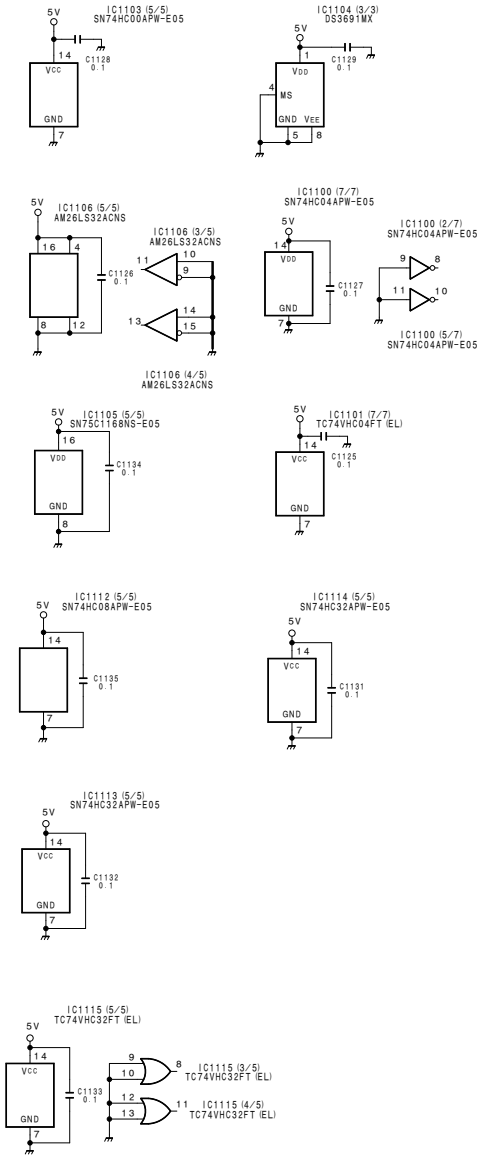 IC1103 (5/5)
SN74HC00APW-E05
5V
14
C1128
0.1
VCC
7
IC1104 (3/3)
DS3691MX
5V
1
C1129
0.1
VDD
4
MS
GND VEE
5 8
IC1106 (5/5)
AM26LS32ACNS
5V
16 4
C1126
0.1
8 12
IC1106 (3/5)
AM26LS32ACNS
11 10
9
14
13 15
IC1106 (4/5)
AM26LS32ACNS
IC1100 (7/7)
SN74HC04APW-E05
5V
14
VDD
C1127
0.1
GND
7
IC1100 (2/7)
SN74HC04APW-E05
9 8
11 10
IC1100 (5/7)
SN74HC04APW-E05
IC1105 (5/5)
SN75C1168NS-E05
5V
16
VDD
C1134
0.1
GND
8
IC1101 (7/7)
TC74VHC04FT (EL)
5V
14
C1125
0.1
VCC
GND
7
IC1112 (5/5)
SN74HC08APW-E05
5V
14
C1135
0.1
7
IC1114 (5/5)
SN74HC32APW-E05
5V
14
VCC
C1131
0.1
GND
7
IC1113 (5/5)
SN74HC32APW-E05
5V
14
VCC
C1132
0.1
GND
7
IC1115 (5/5)
TC74VHC32FT (EL)
5V
14
VCC
C1133
0.1
GND
7
9 8
10
IC1115 (3/5)
TC74VHC32FT (EL)
12 11
13
IC1115 (4/5)
TC74VHC32FT (EL)